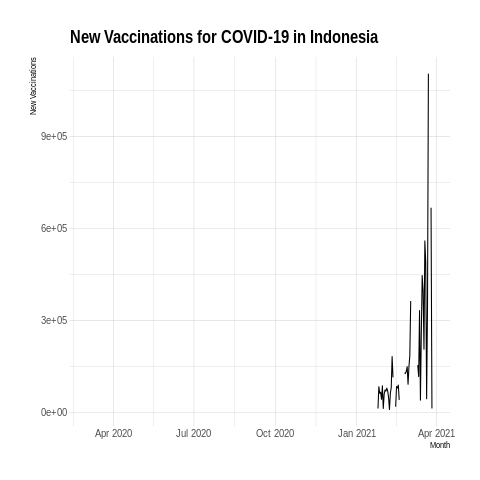 New Vaccinations for COVID-19 in Indonesia
New Vaccinations
9e+05
6e+05
3e+05
0e+00
Apr 2020 Jul 2020 Oct 2020 Jan 2021 Apr 2021
Month